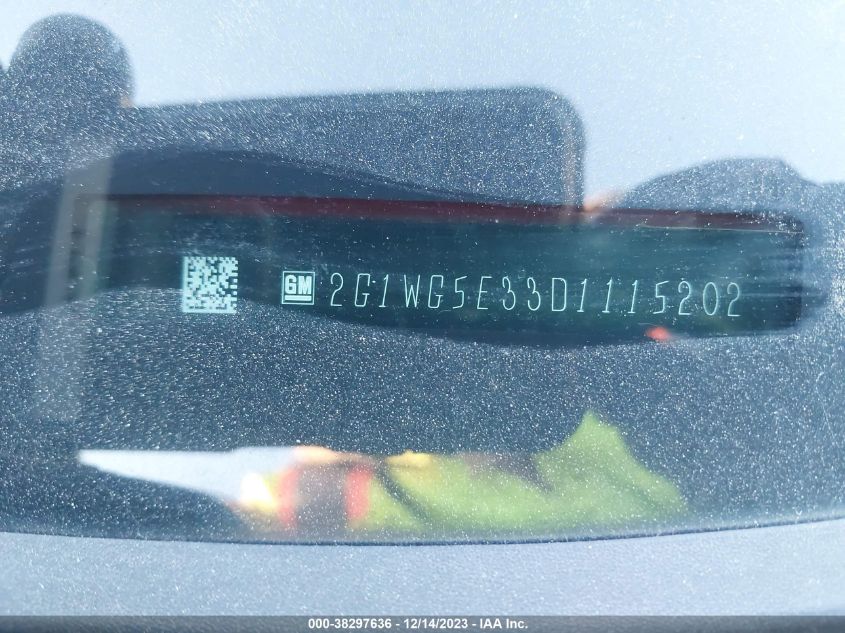 GM 2G1WG5E33D1115202
000-38297636 - 12/14/2023 - IAA Inc.